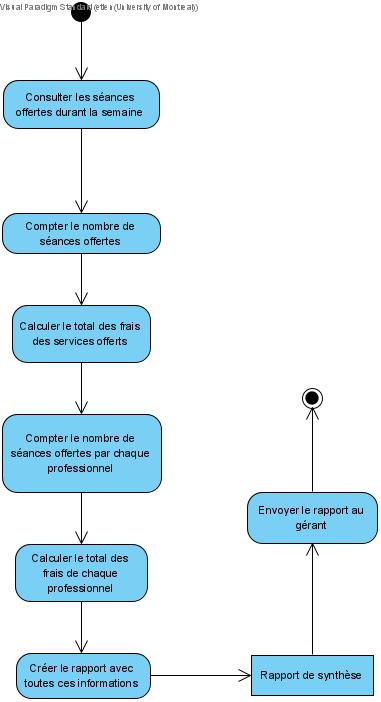 Visual Paradigm Standard (etien (University of Montreal))
Consulter les séances
offertes durant la semaine
Compter le nombre de
séances offertes
Calculer le total des frais
des services offerts
Compter le nombre de
séances offertes par chaque
professionnel
Calculer le total des
frais de chaque
professionnel
Créer le rapport avec
toutes ces informations
Rapport de synthèse
Envoyer le rapport au
gérant